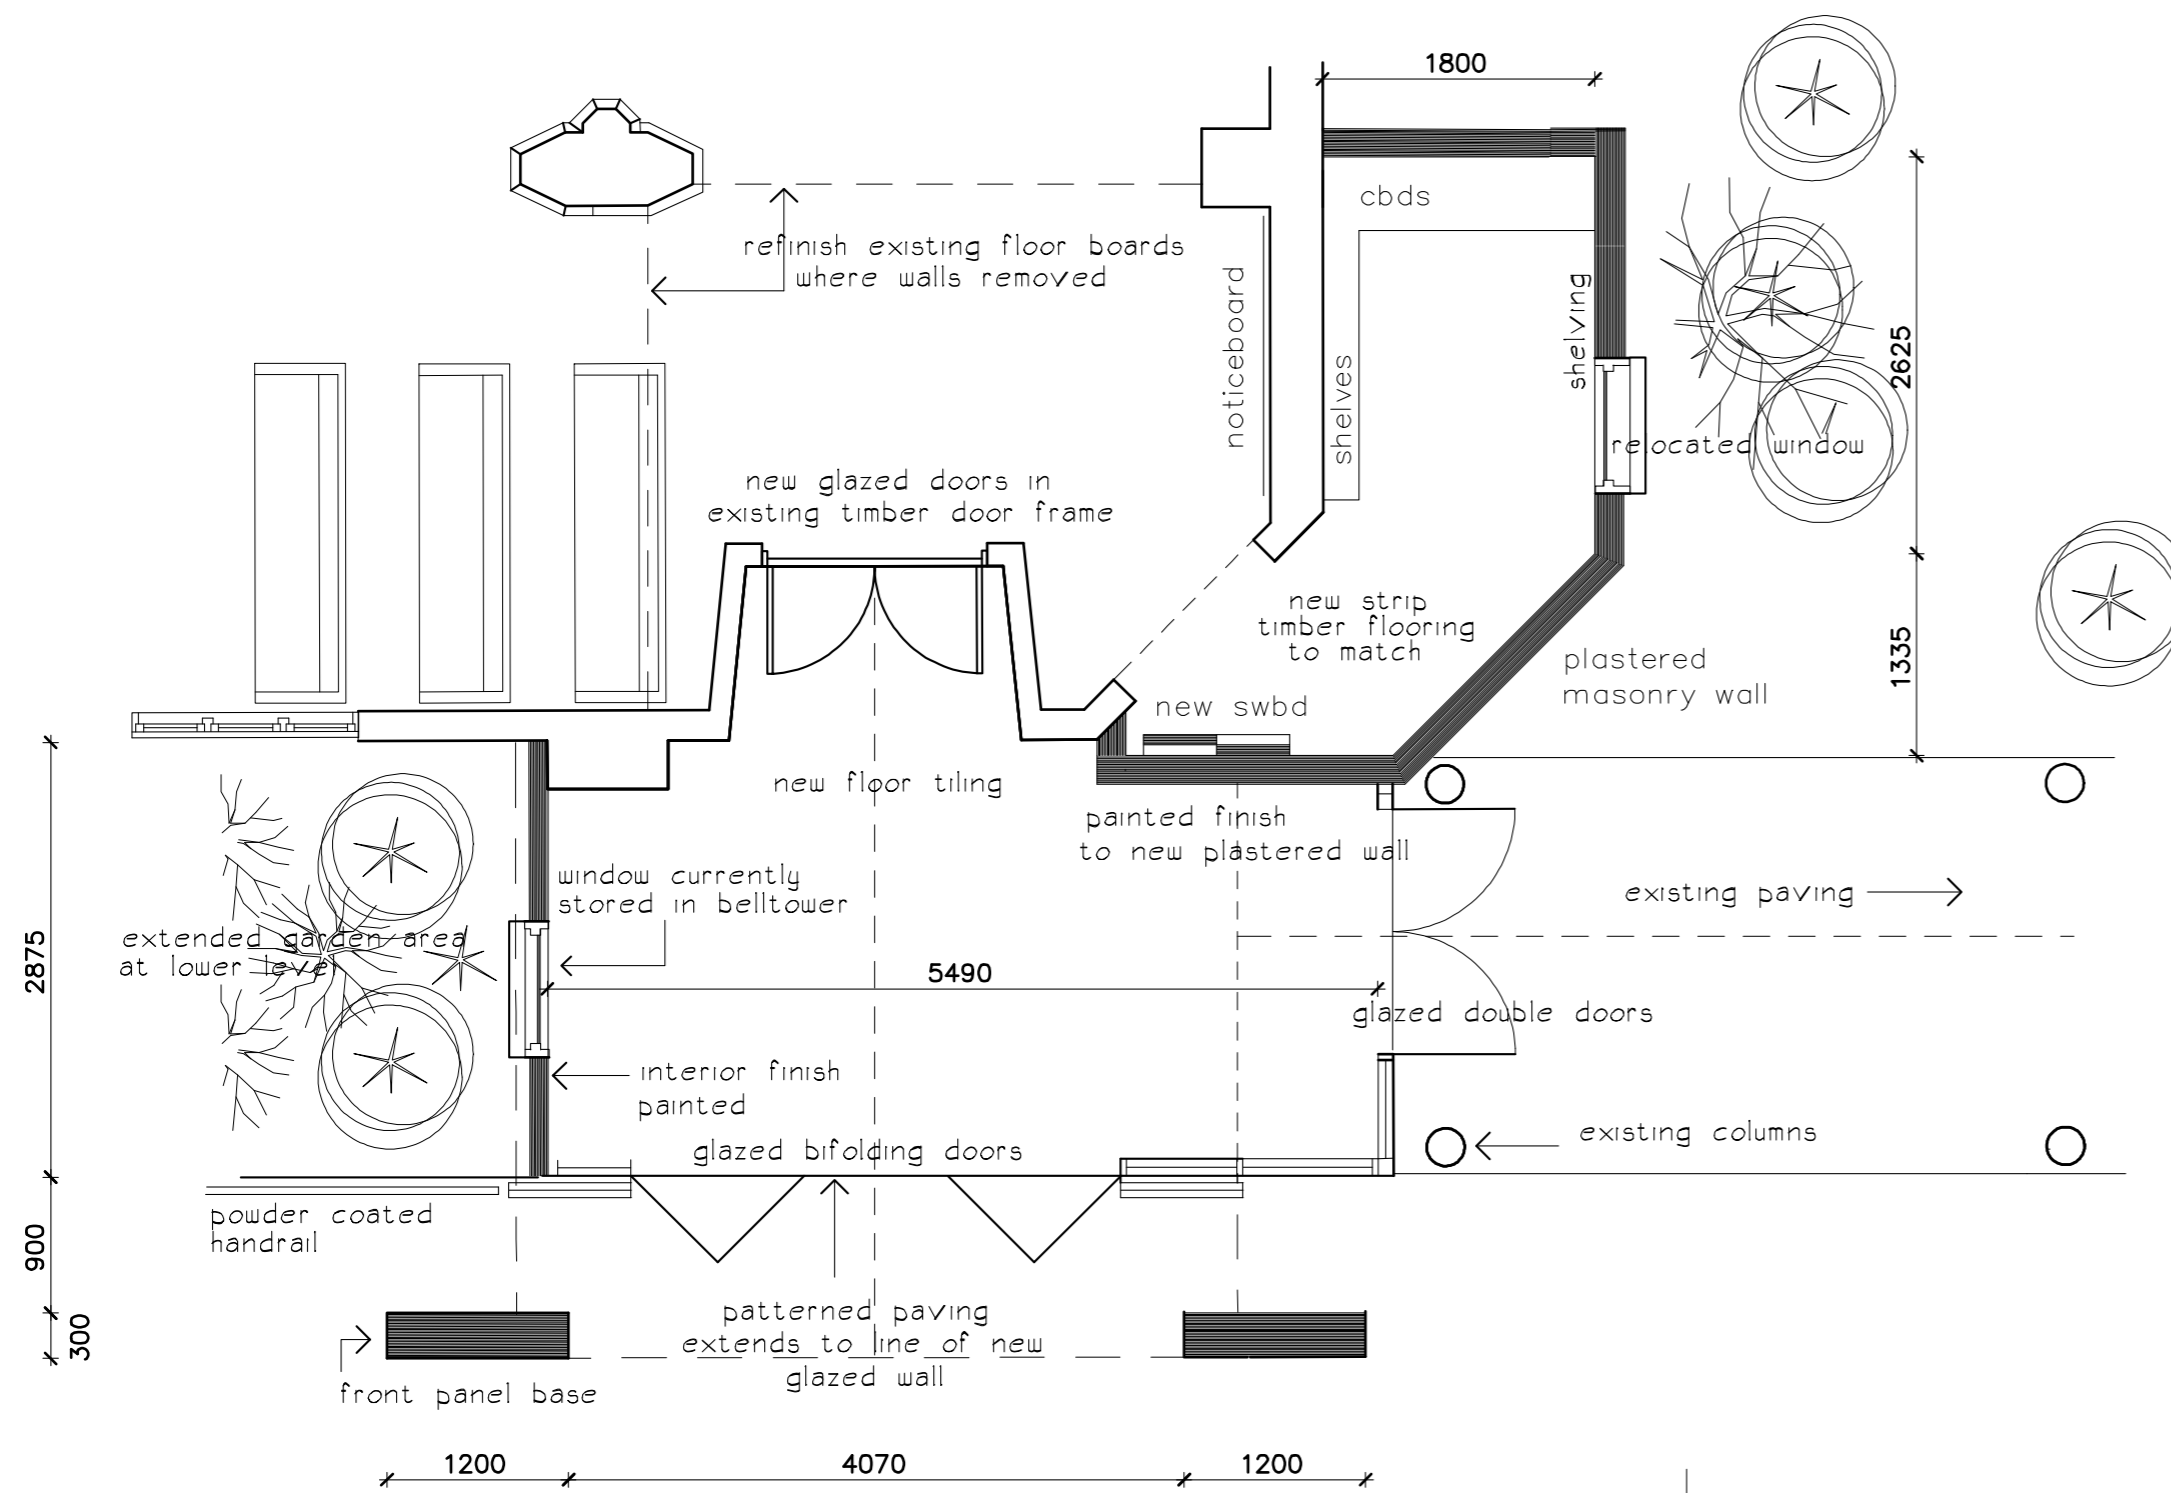 1800
cbds
refinish existing floor boards
where walls removed
noticeboard
shelving
shelves
2625
relocated window
new glazed doors in
existing timber door frame
new strip
timber flooring
to match
1335
plastered
masonry wall
new swbd
new floor tiling
painted finish
to new plastered wall
window currently
stored in belltower
existing paving
extended garden area
at lower level
2875
5490
glazed double doors
interior finish
painted
existing columns
glazed bifolding doors
powder coated
handrail
900
300
patterned paving
extends to line of new
glazed wall
front panel base
1200
4070
1200